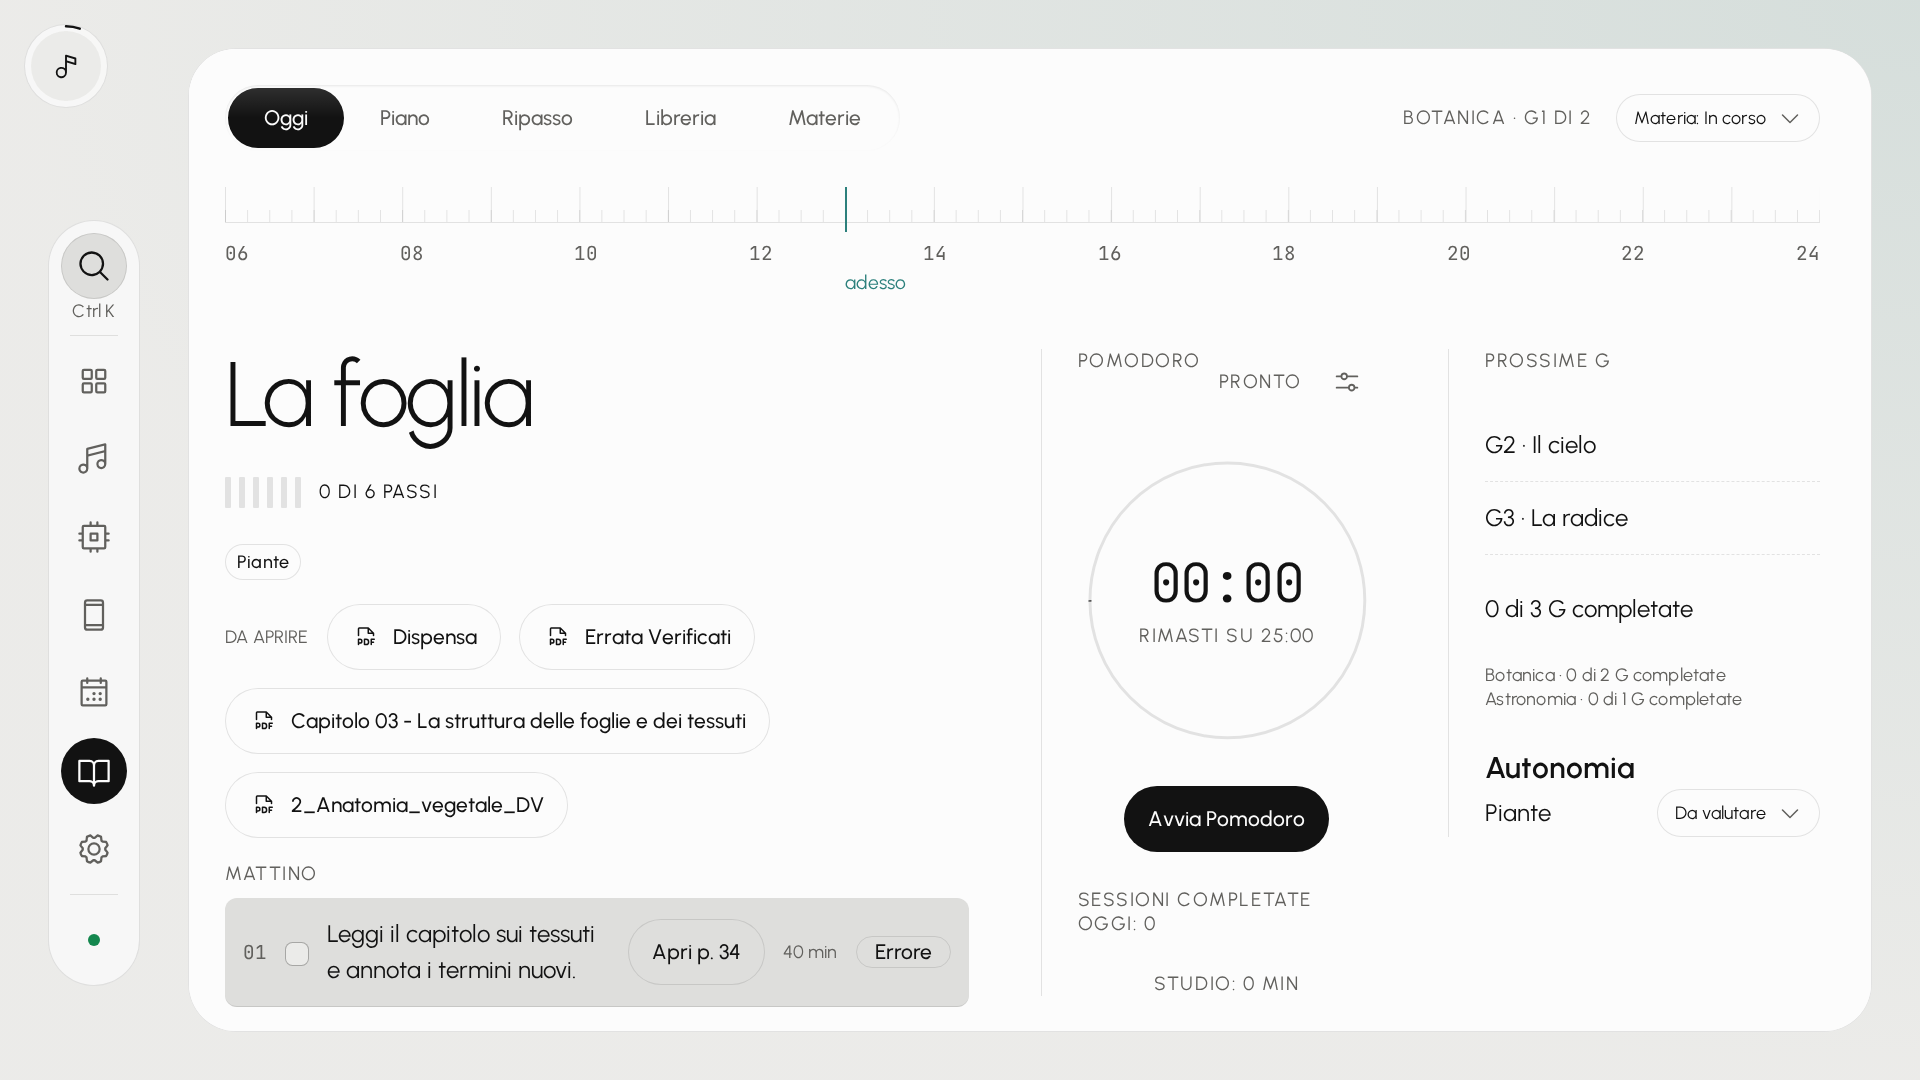 Oggi
Piano
Ripasso
Libreria
Materie
BOTANICA · G1 DI 2
Materia: In corso
06 08 10 12 14 16 18 20 22 24
adesso
Ctrl K
La foglia
0 DI 6 PASSI
Piante
DA APRIRE
Dispensa
Errata Verificati
Capitolo 03 - La struttura delle foglie e dei tessuti
2_Anatomia_vegetale_DV
MATTINO
01
Leggi il capitolo sui tessuti
e annota i termini nuovi.
Apri p. 34
40 min
Errore
POMODORO
PRONTO
00:00
RIMASTI SU 25:00
Avvia Pomodoro
SESSIONI COMPLETATE
OGGI: 0
STUDIO: 0 MIN
PROSSIME G
G2 · Il cielo
G3 · La radice
0 di 3 G completate
Botanica · 0 di 2 G completate
Astronomia · 0 di 1 G completate
Autonomia
Piante
Da valutare